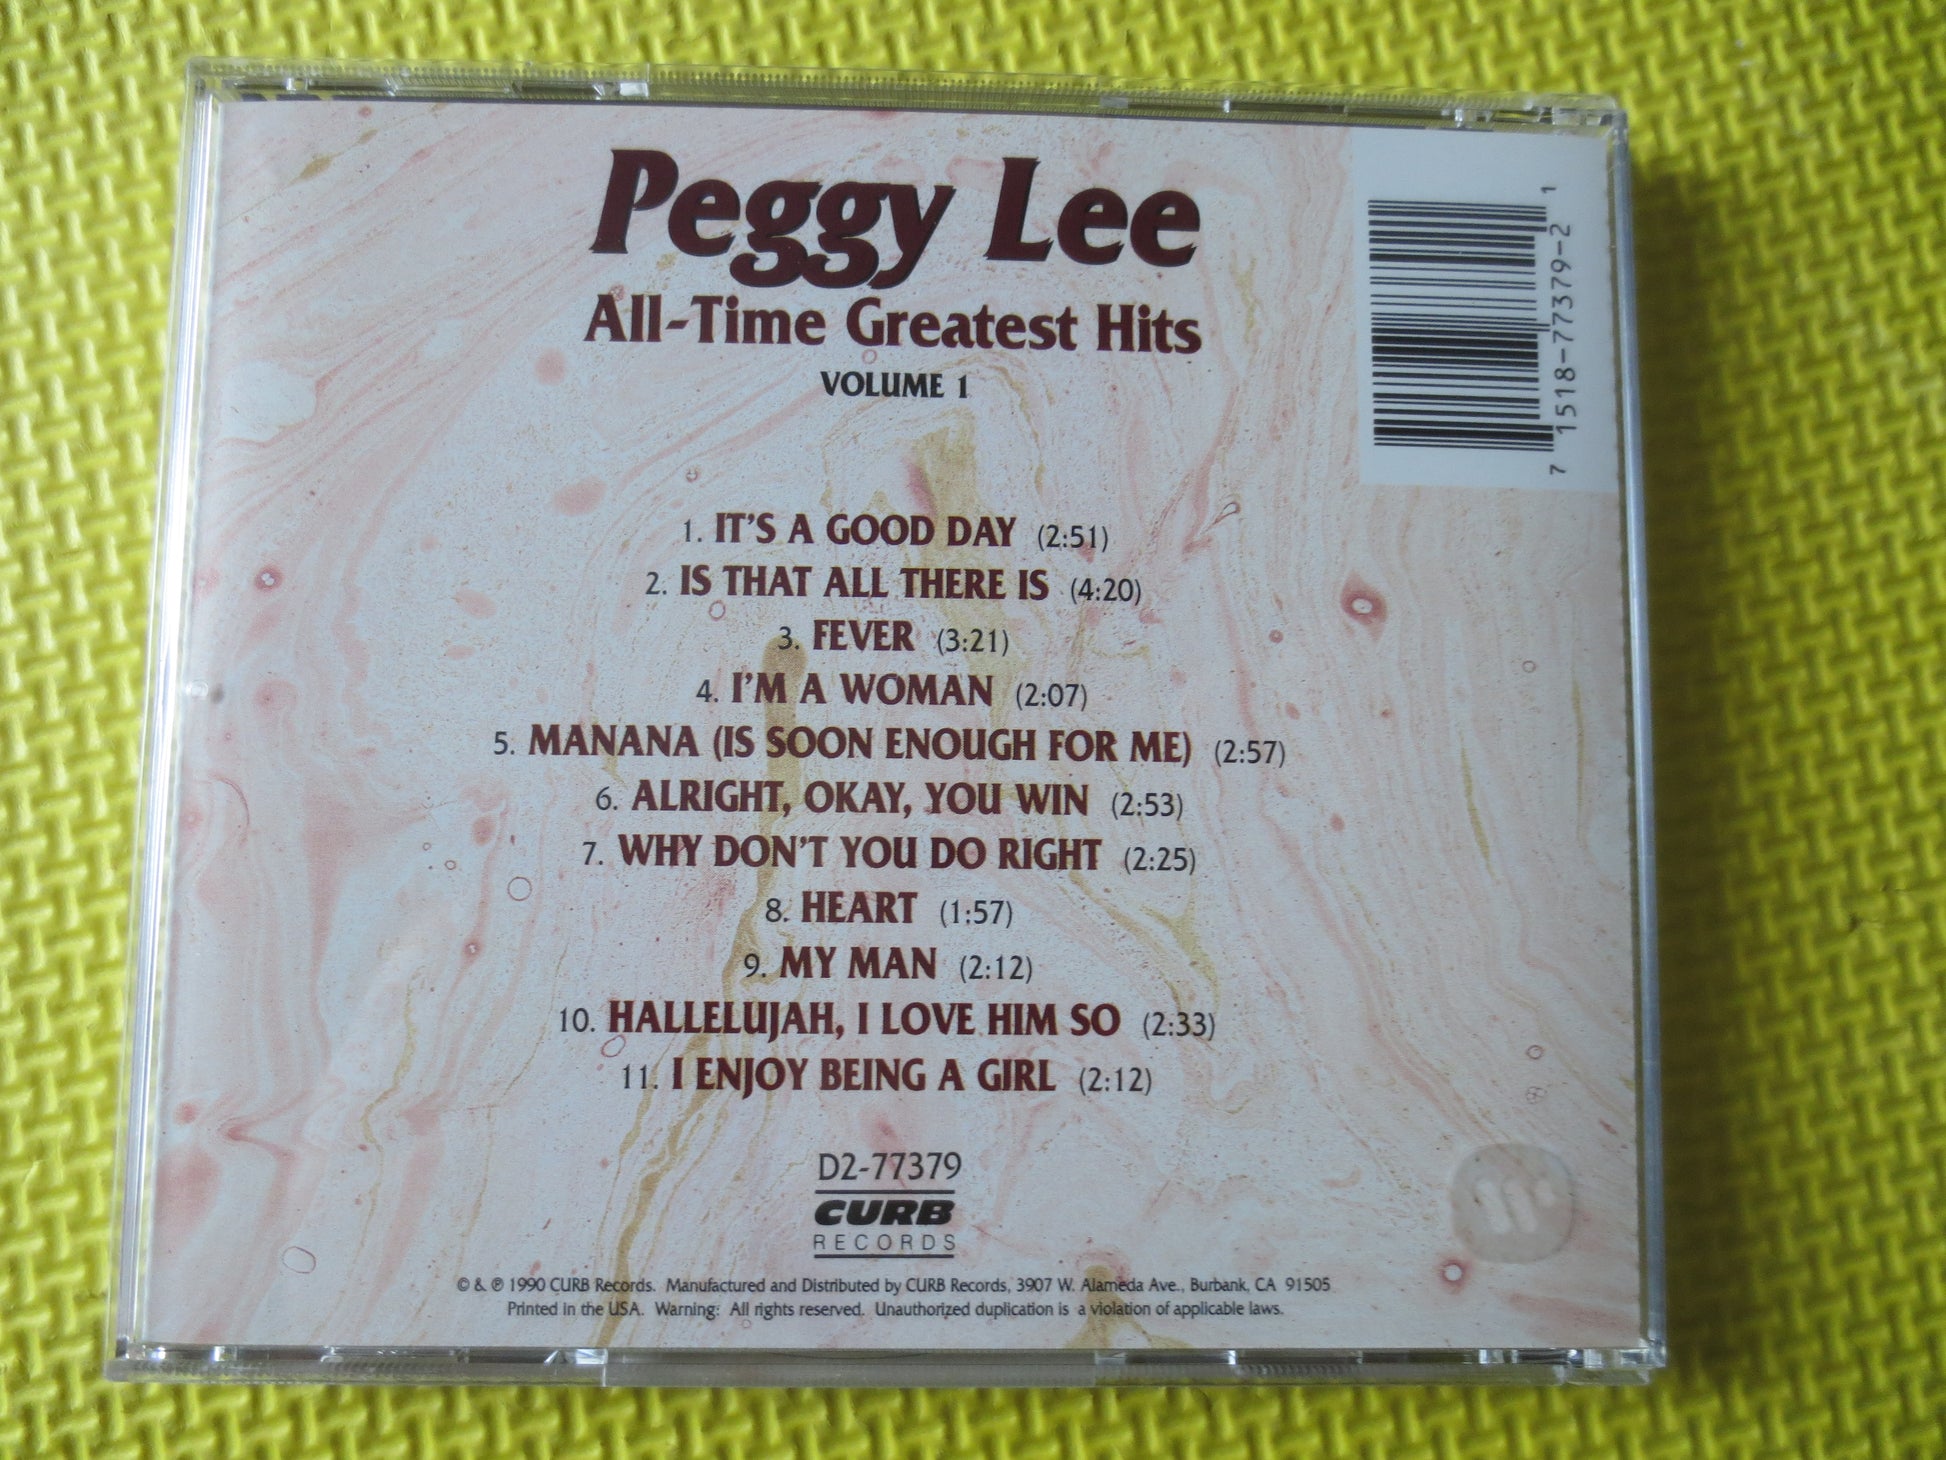 Peggy Lee
All-Time Greatest Hits
VOLUME 1
7 15518-77379-2 1
1. IT'S A GOOD DAY (2:51)
2. IS THAT ALL THERE IS (4:20)
3. FEVER (3:21)
4. I'M A WOMAN (2:07)
5. MANANA (IS SOON ENOUGH FOR ME) (2:57)
6. ALRIGHT, OKAY, YOU WIN (2:53)
7. WHY DON'T YOU DO RIGHT (2:25)
8. HEART (1:57)
9. MY MAN (2:12)
10. HALLELUJAH, I LOVE HIM SO (2:33)
11. I ENJOY BEING A GIRL (2:12)
D2-77379
CURB
RECORDS
© & ℗ 1990 CURB Records. Manufactured and Distributed by CURB Records, 3907 W. Alameda Ave., Burbank, CA 91505
Printed in the USA. Warning: All rights reserved. Unauthorized duplication is a violation of applicable laws.